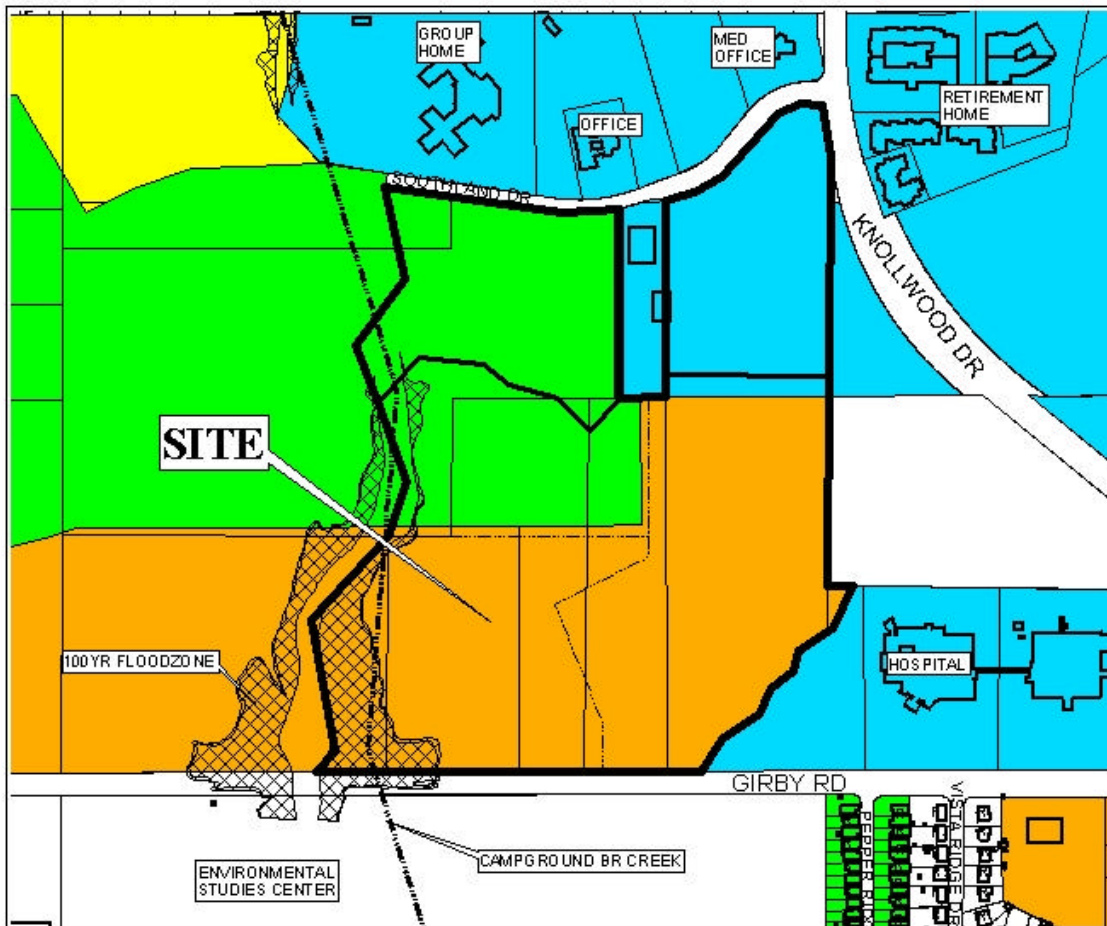 GROUP
HOME
MED
OFFICE
RETIREMENT
HOME
OFFICE
SOUTHLAND DR
KNOLLWOOD DR
SITE
100YR FLOODZONE
HOSPITAL
GIRBY RD
ENVIRONMENTAL
STUDIES CENTER
CAMPGROUND BR CREEK
PEPPER RI
VISTA RIDGE DR